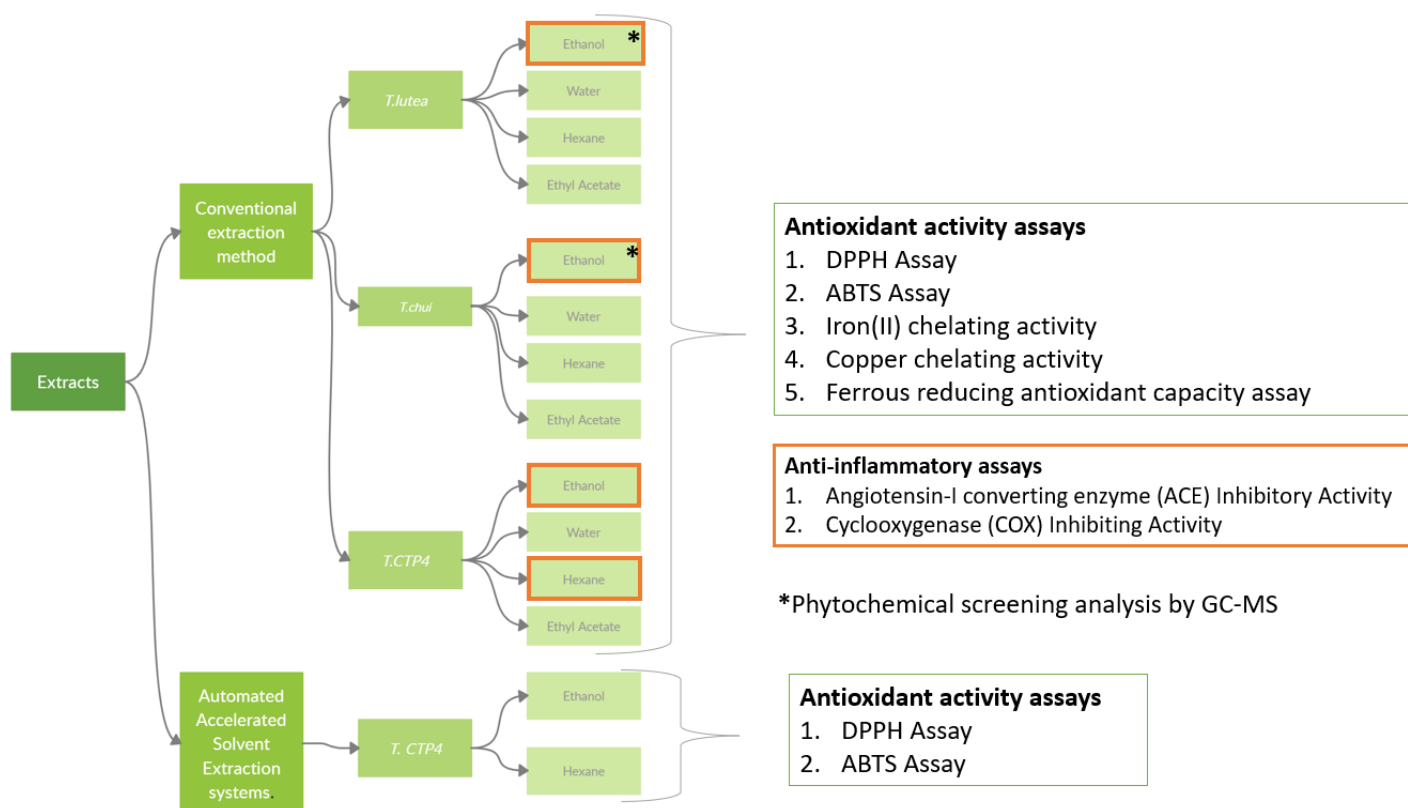 Extracts
Conventional
extraction
method
Automated
Accelerated
Solvent
Extraction
systems.
T.lutea
T.chui
T.CTP4
T. CTP4
Ethanol *
Water
Hexane
Ethyl Acetate
Ethanol *
Water
Hexane
Ethyl Acetate
Ethanol
Water
Hexane
Ethyl Acetate
Ethanol
Hexane
Antioxidant activity assays
1. DPPH Assay
2. ABTS Assay
3. Iron(II) chelating activity
4. Copper chelating activity
5. Ferrous reducing antioxidant capacity assay
Anti-inflammatory assays
1. Angiotensin-I converting enzyme (ACE) Inhibitory Activity
2. Cyclooxygenase (COX) Inhibiting Activity
*Phytochemical screening analysis by GC-MS
Antioxidant activity assays
1. DPPH Assay
2. ABTS Assay